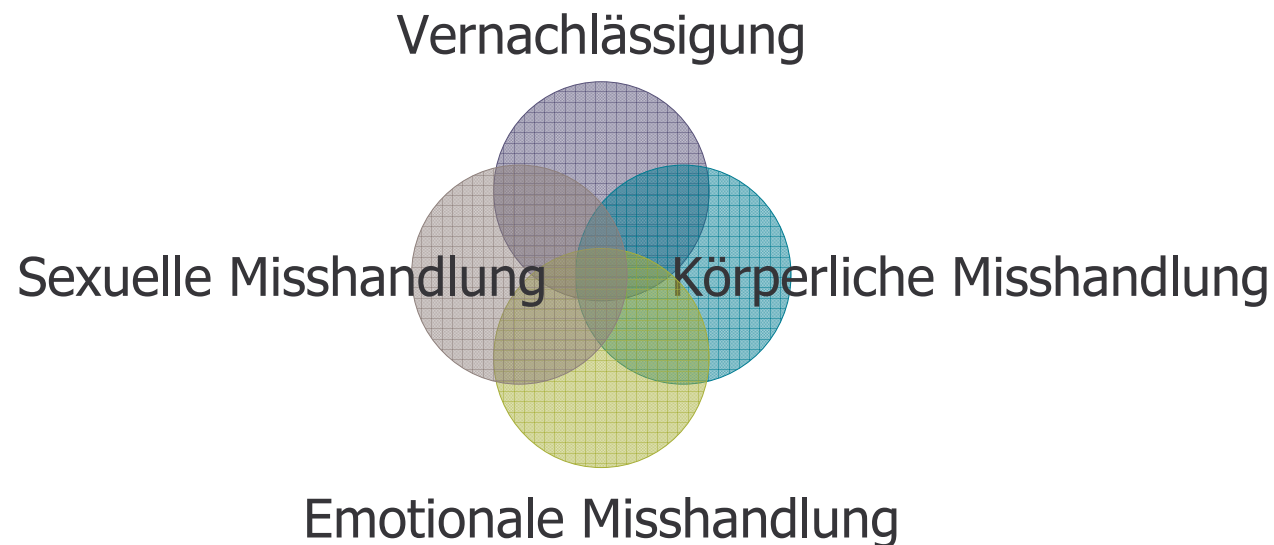 Vernachlässigung
Sexuelle Misshandlung
Körperliche Misshandlung
Emotionale Misshandlung